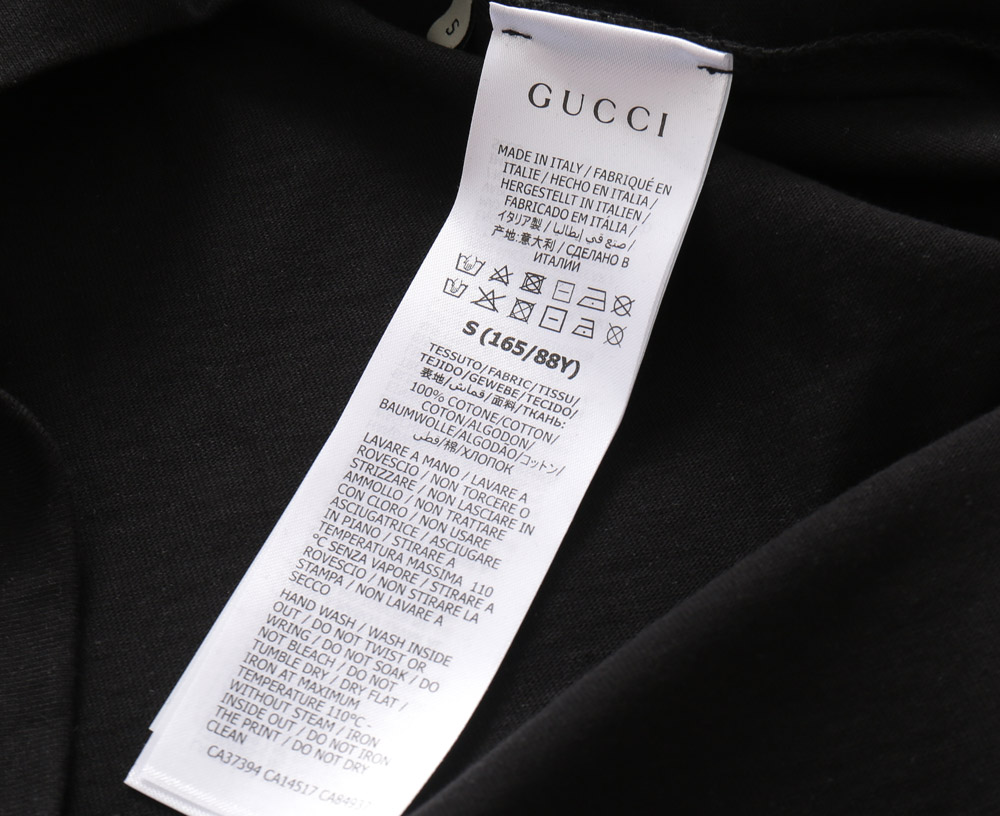 S
GUCCI
MADE IN ITALY / FABRIQUÉ EN
ITALIE / HECHO EN ITALIA /
HERGESTELLT IN ITALIEN /
FABRICADO EM ITÁLIA /
イタリア製 / صنع في إيطاليا /
产地:意大利 / СДЕЛАНО В
ИТАЛИИ
S (165/88Y)
TESSUTO/FABRIC/TISSU/
TEJIDO/GEWEBE/TECIDO/
表地/قماش/面料/ТКАНЬ:
100% COTONE/COTTON/
COTON/ALGODON/
BAUMWOLLE/ALGODÃO/コットン/
قطن/棉/ХЛОПОК
LAVARE A MANO / LAVARE A
ROVESCIO / NON TORCERE O
STRIZZARE / NON LASCIARE IN
AMMOLLO / NON TRATTARE
CON CLORO / NON USARE
ASCIUGATRICE / ASCIUGARE
IN PIANO / STIRARE A
TEMPERATURA MASSIMA 110
°C SENZA VAPORE / STIRARE A
ROVESCIO / NON STIRARE LA
STAMPA / NON LAVARE A
SECCO
HAND WASH / WASH INSIDE
OUT / DO NOT TWIST OR
WRING / DO NOT SOAK / DO
NOT BLEACH / DO NOT
TUMBLE DRY / DRY FLAT /
IRON AT MAXIMUM
TEMPERATURE 110°C -
WITHOUT STEAM / IRON
INSIDE OUT / DO NOT IRON
THE PRINT / DO NOT DRY
CLEAN
CA37394 CA14517